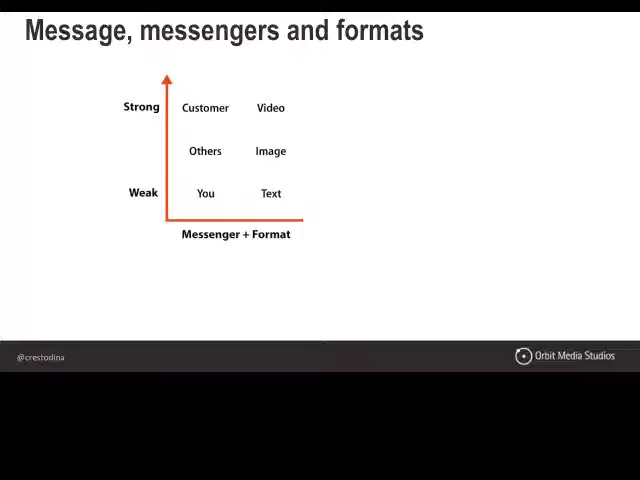 Message, messengers and formats
Strong Customer Video
Others Image
Weak You Text
Messenger + Format
@crestodina Orbit Media Studios